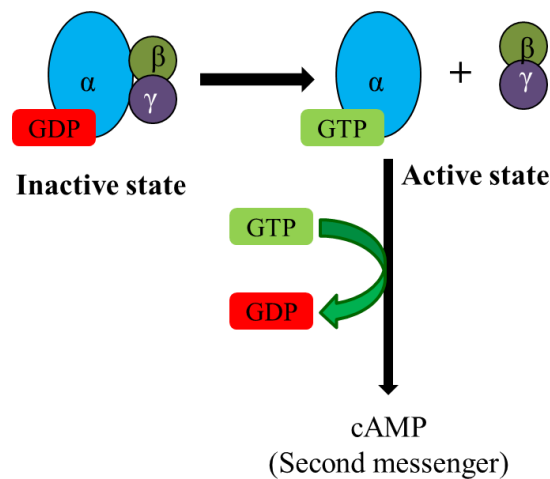 α
β
γ
GDP
Inactive state
α
GTP
+
β
γ
Active state
GTP
GDP
cAMP
(Second messenger)